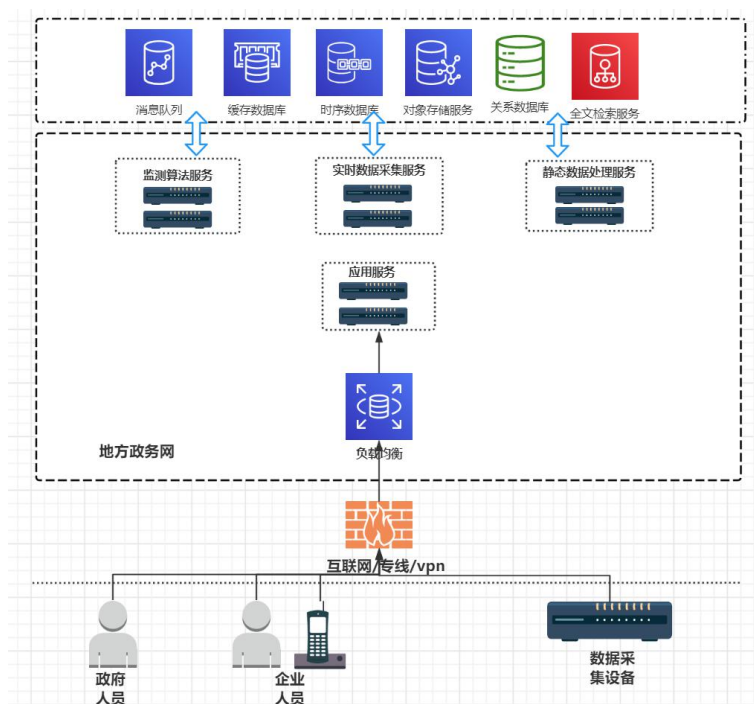 消息队列
缓存数据库
时序数据库
对象存储服务
关系数据库
全文检索服务
监测算法服务
实时数据采集服务
静态数据处理服务
应用服务
负载均衡
地方政务网
互联网/专线/vpn
政府
人员
企业
人员
数据采
集设备